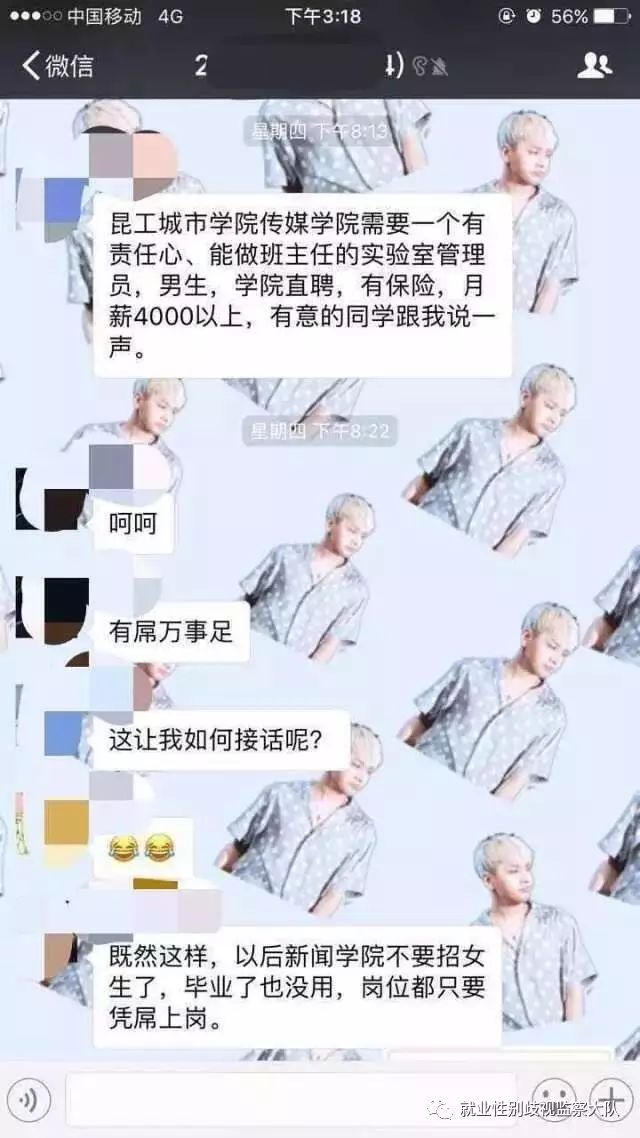 中国移动 4G 下午3:18 56%
微信 2 4)
星期四 下午8:13
昆工城市学院传媒学院需要一个有
责任心、能做班主任的实验室管理
员，男生，学院直聘，有保险，月
薪4000以上，有意的同学跟我说一
声。
星期四 下午8:22
呵呵
有屌万事足
这让我如何接话呢？
既然这样，以后新闻学院不要招女
生了，毕业了也没用，岗位都只要
凭屌上岗。
就业性别歧视监察大队